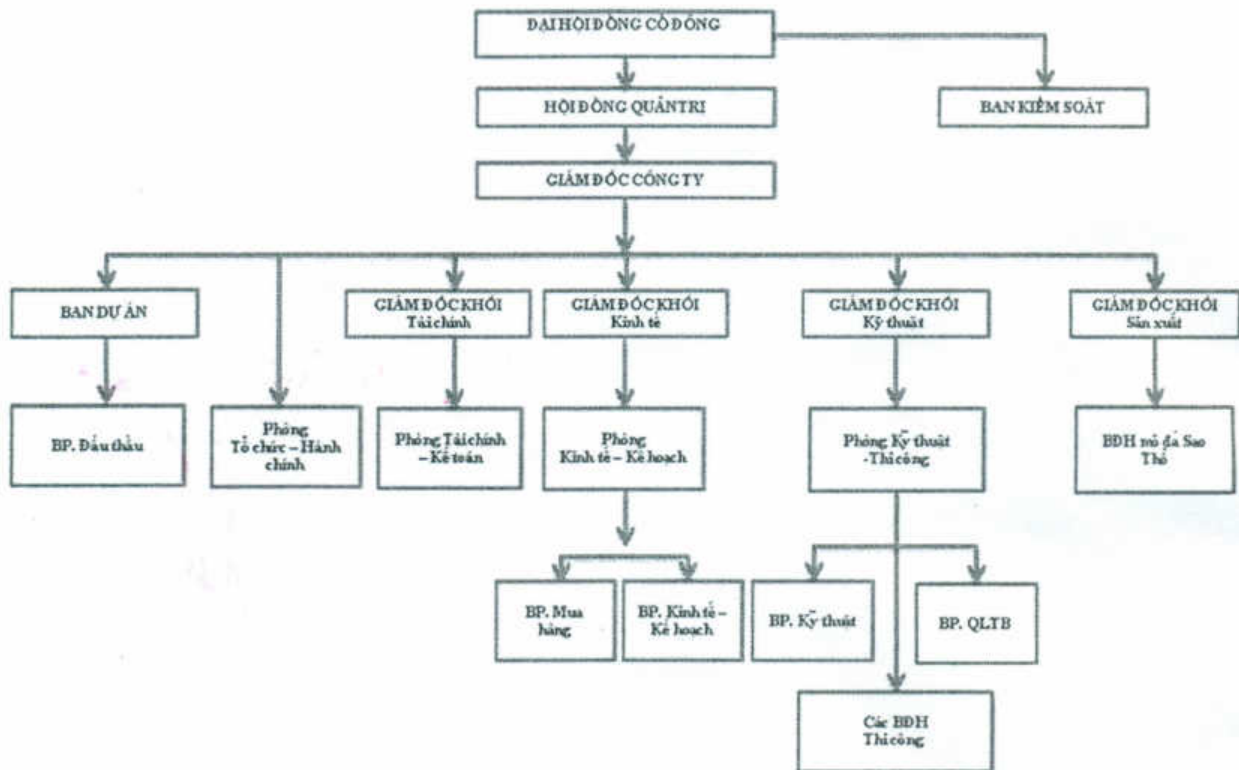 ĐẠI HỘI ĐỒNG CỔ ĐÔNG
HỘI ĐỒNG QUẢN TRỊ
BAN KIỂM SOÁT
GIÁM ĐỐC CÔNG TY
BAN DỰ ÁN
GIÁM ĐỐC KHỐI
Tài chính
GIÁM ĐỐC KHỐI
Kinh tế
GIÁM ĐỐC KHỐI
Kỹ thuật
GIÁM ĐỐC KHỐI
Sản xuất
BP. Đấu thầu
Phòng
Tổ chức – Hành
chính
Phòng Tài chính
– Kế toán
Phòng
Kinh tế – Kế hoạch
Phòng Kỹ thuật
-Thi công
BĐH mỏ đá Sao
Thổ
BP. Mua
hàng
BP. Kinh tế –
Kế hoạch
BP. Kỹ thuật
BP. QLTB
Các BĐH
Thi công